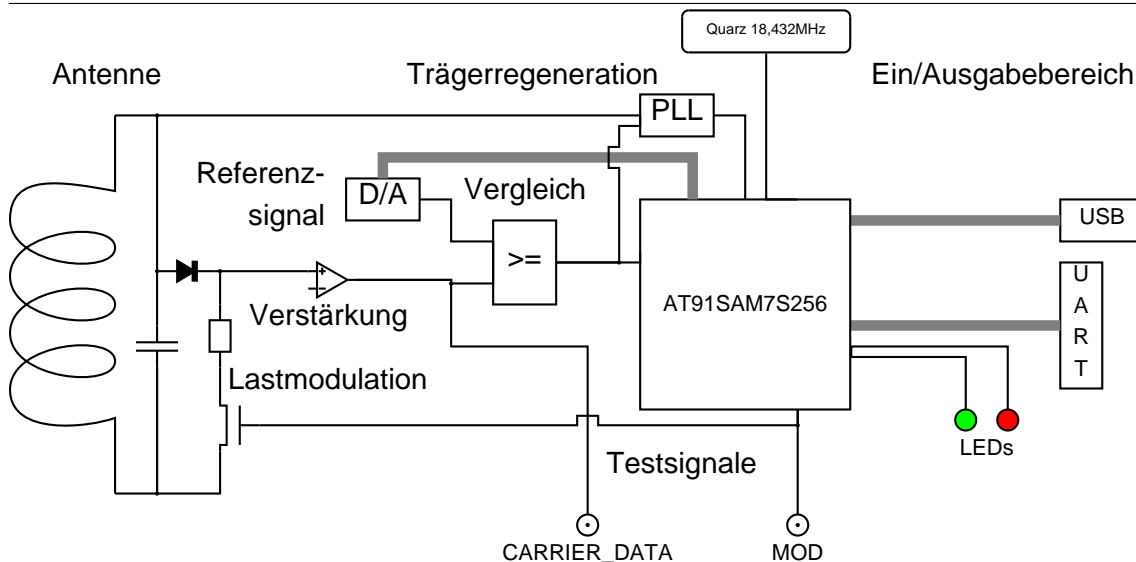 Quarz 18,432MHz
Antenne
Trägerregeneration
Ein/Ausgabebereich
PLL
Referenz-
signal
D/A
Vergleich
USB
>=
AT91SAM7S256
U
A
R
T
+
−
Verstärkung
Lastmodulation
LEDs
Testsignale
CARRIER_DATA
MOD